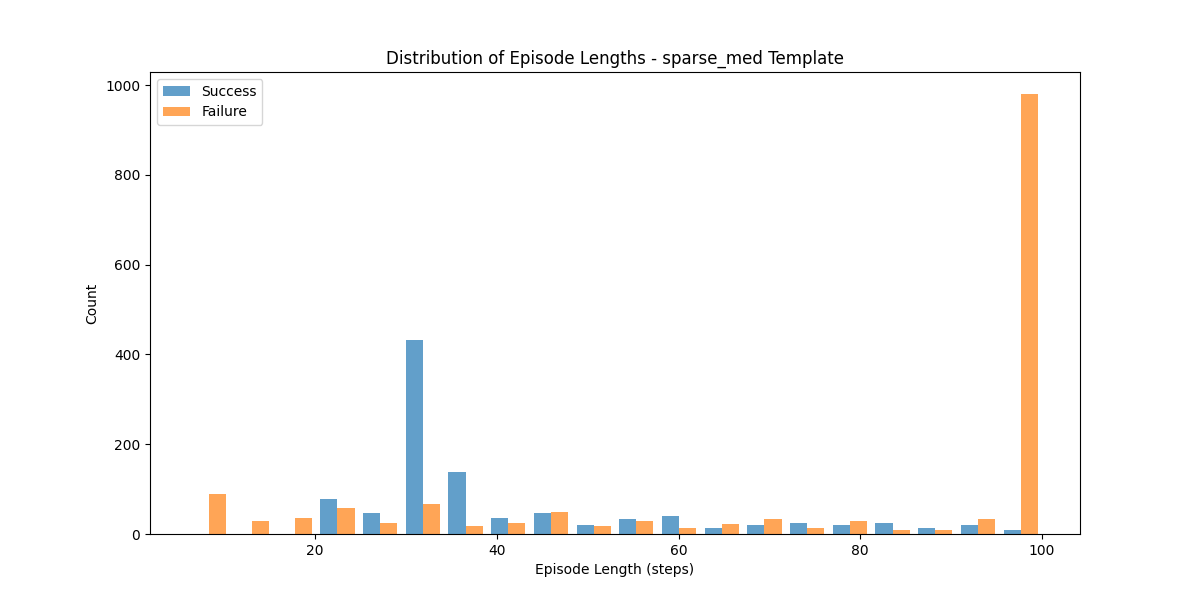 Distribution of Episode Lengths - sparse_med Template
Success
Failure
1000
800
600
400
200
0
Count
20
40
60
80
100
Episode Length (steps)